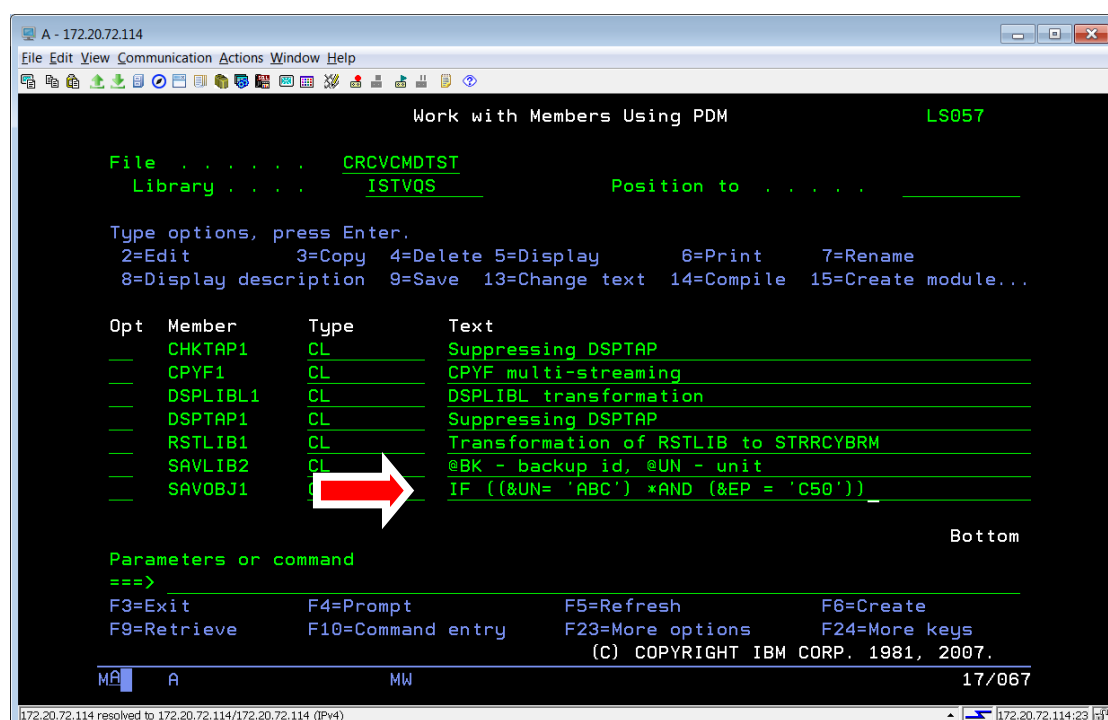 A - 172.20.72.114
File Edit View Communication Actions Window Help
Work with Members Using PDM LS057
File . . . . . . CRCVCMDTST
Library . . . . ISTVQS Position to . . . . .
Type options, press Enter.
2=Edit 3=Copy 4=Delete 5=Display 6=Print 7=Rename
8=Display description 9=Save 13=Change text 14=Compile 15=Create module...
Opt Member Type Text
CHKTAP1 CL Suppressing DSPTAP
CPYF1 CL CPYF multi-streaming
DSPLIBL1 CL DSPLIBL transformation
DSPTAP1 CL Suppressing DSPTAP
RSTLIB1 CL Transformation of RSTLIB to STRRCYBRM
SAVLIB2 CL @BK - backup id, @UN - unit
SAVOBJ1 IF ((&UN= 'ABC') *AND (&EP = 'C50'))
Bottom
Parameters or command
===>
F3=Exit F4=Prompt F5=Refresh F6=Create
F9=Retrieve F10=Command entry F23=More options F24=More keys
(C) COPYRIGHT IBM CORP. 1981, 2007.
MA A MW 17/067
172.20.72.114 resolved to 172.20.72.114/172.20.72.114 (IPv4) 172.20.72.114:23